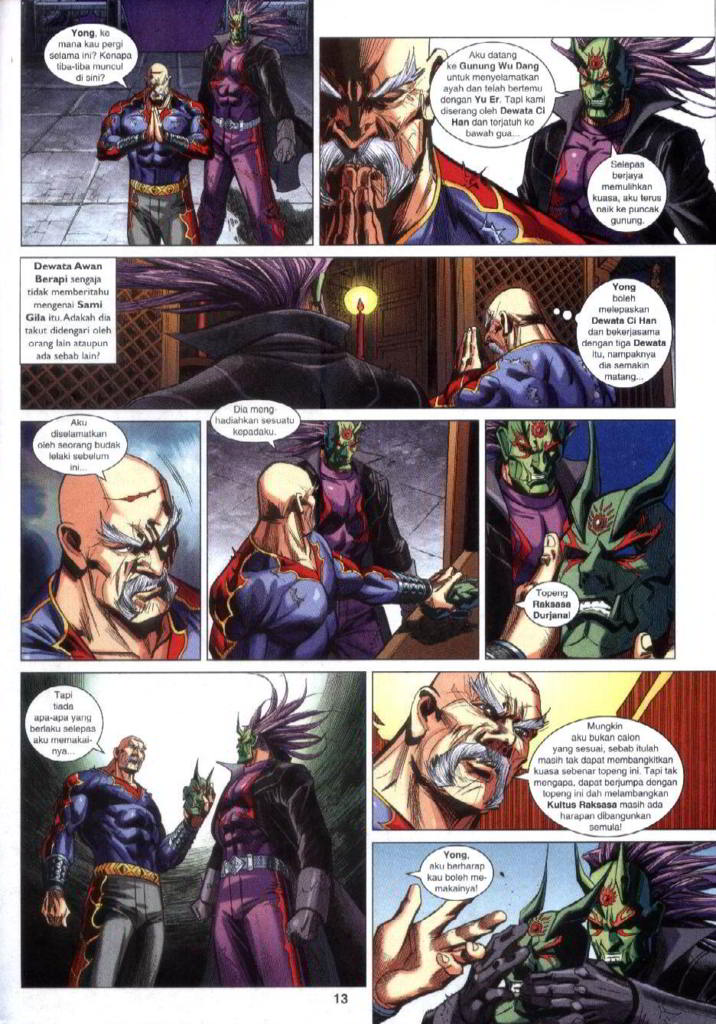 Yong, ke
mana kau pergi
selama ini? Kenapa
tiba-tiba muncul
di sini?
Aku datang
ke Gunung Wu Dang
untuk menyelamatkan
ayah dan telah bertemu
dengan Yu Er. Tapi kami
diserang oleh Dewata Ci
Han dan terjatuh ke
bawah gua...
Selepas
berjaya
memulihkan
kuasa, aku terus
naik ke puncak
gunung.
Dewata Awan
Berapi sengaja
tidak memberitahu
mengenai Sami
Gila itu. Adakah dia
takut didengari oleh
orang lain ataupun
ada sebab lain?
Yong
boleh
melepaskan
Dewata Ci Han
dan bekerjasama
dengan tiga Dewata
itu, nampaknya
dia semakin
matang...
Aku
diselamatkan
oleh seorang budak
lelaki sebelum
ini...
Dia meng-
hadiahkan sesuatu
kepadaku.
Topeng
Raksasa
Durjana!
Tapi
tiada
apa-apa yang
berlaku selepas
aku memakai-
nya...
Mungkin
aku bukan calon
yang sesuai, sebab itulah
masih tak dapat membangkitkan
kuasa sebenar topeng ini. Tapi tak
mengapa, dapat berjumpa dengan
topeng ini dah melambangkan
Kultus Raksasa masih ada
harapan dibangunkan
semula!
Yong,
aku berharap
kau boleh me-
makainya!
13